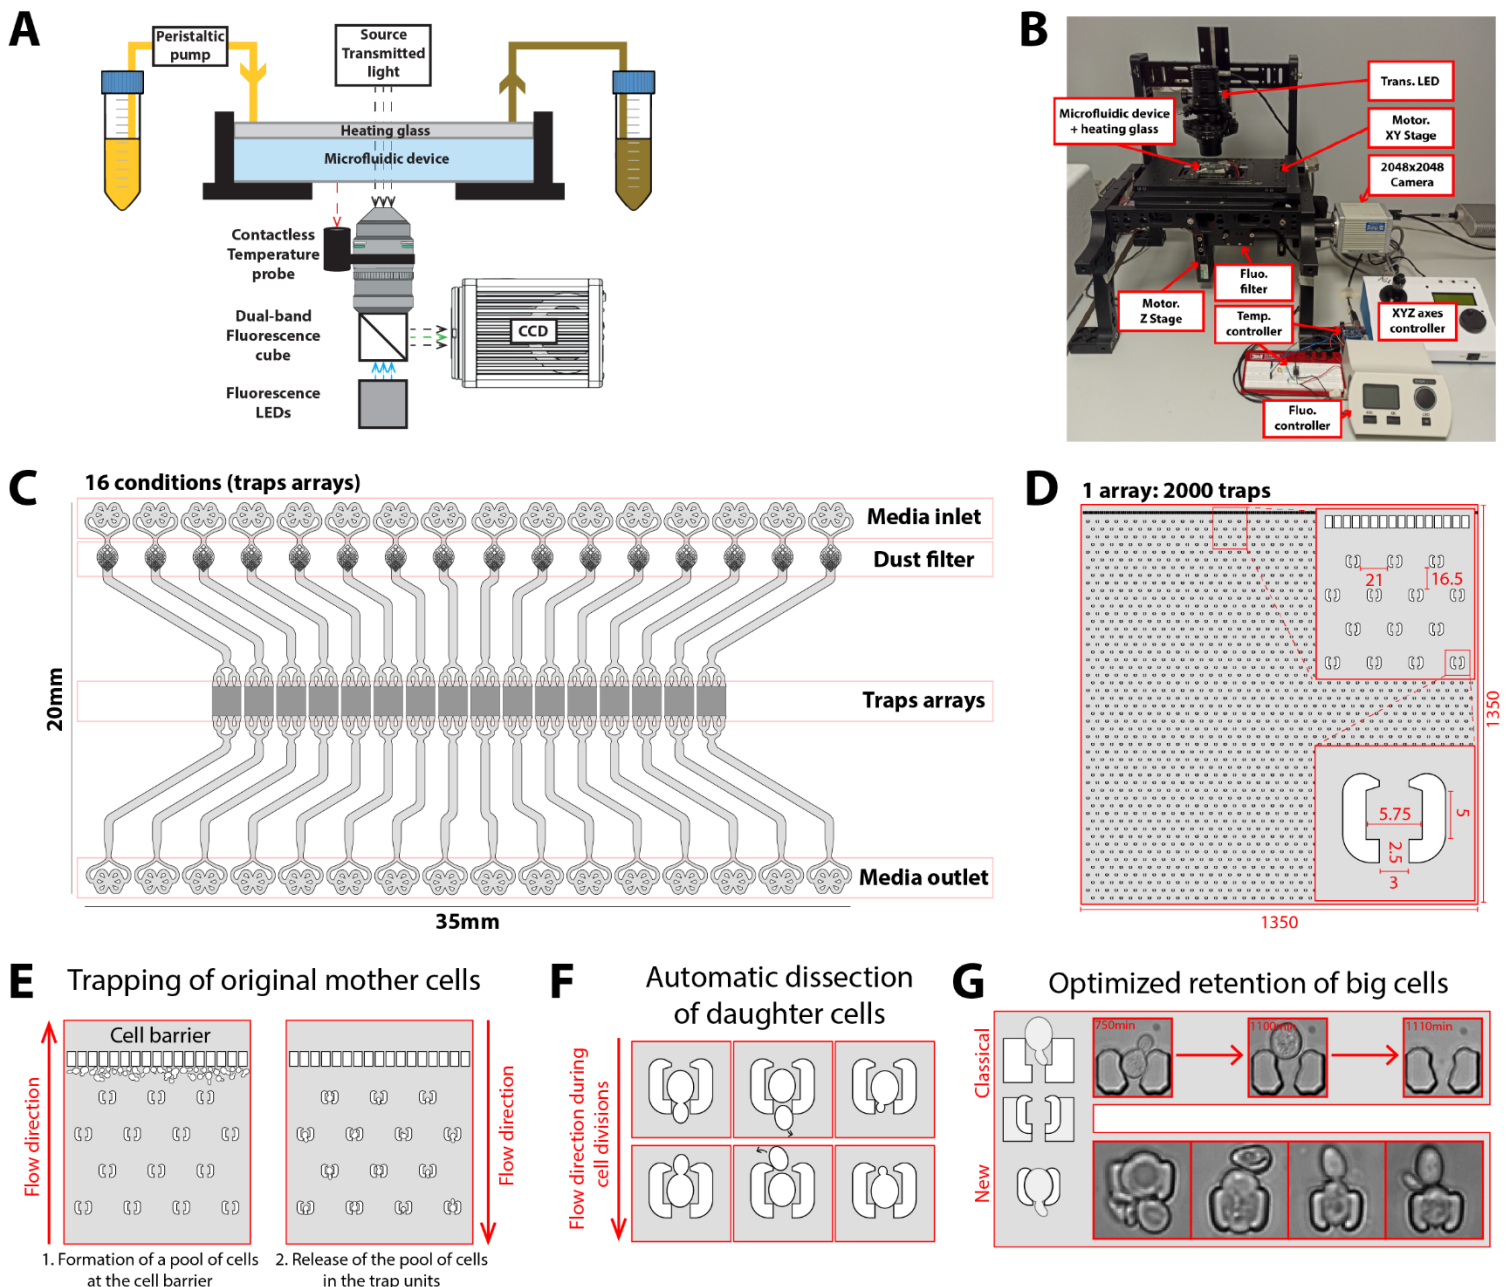 A
Peristaltic
pump
Source
Transmitted
light
Heating glass
Microfluidic device
Contactless
Temperature
probe
Dual-band
Fluorescence
cube
CCD
Fluorescence
LEDs
B
Trans. LED
Microfluidic device
+ heating glass
Motor.
XY Stage
2048x2048
Camera
Fluo.
filter
Motor.
Z Stage
Temp.
controller
XYZ axes
controller
Fluo.
controller
C
16 conditions (traps arrays)
Media inlet
Dust filter
20mm
Traps arrays
Media outlet
35mm
D
1 array: 2000 traps
21
16.5
1350
5.75
5
2.5
3
1350
E
Trapping of original mother cells
Flow direction
Cell barrier
Flow direction
1. Formation of a pool of cells
at the cell barrier
2. Release of the pool of cells
in the trap units
F
Automatic dissection
of daughter cells
Flow direction during
cell divisions
G
Optimized retention of big cells
Classical
750min
1100min
1110min
New